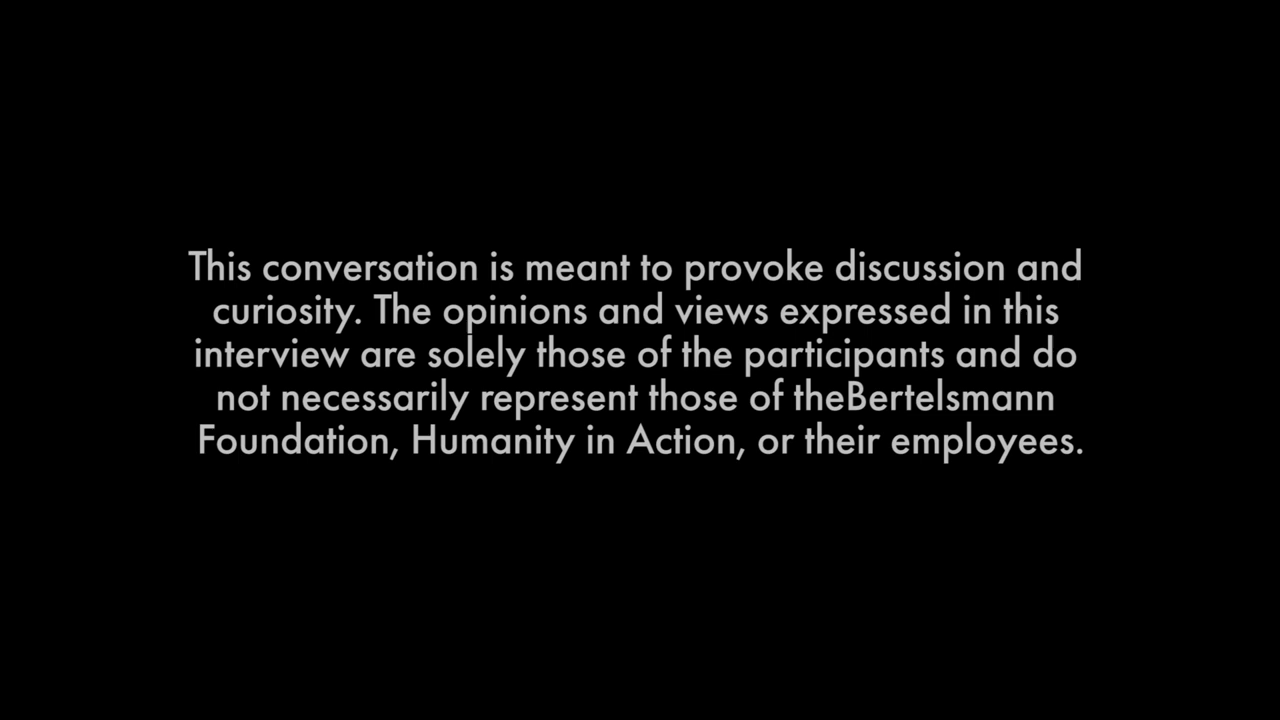 This conversation is meant to provoke discussion and
curiosity. The opinions and views expressed in this
interview are solely those of the participants and do
not necessarily represent those of theBertelsmann
Foundation, Humanity in Action, or their employees.